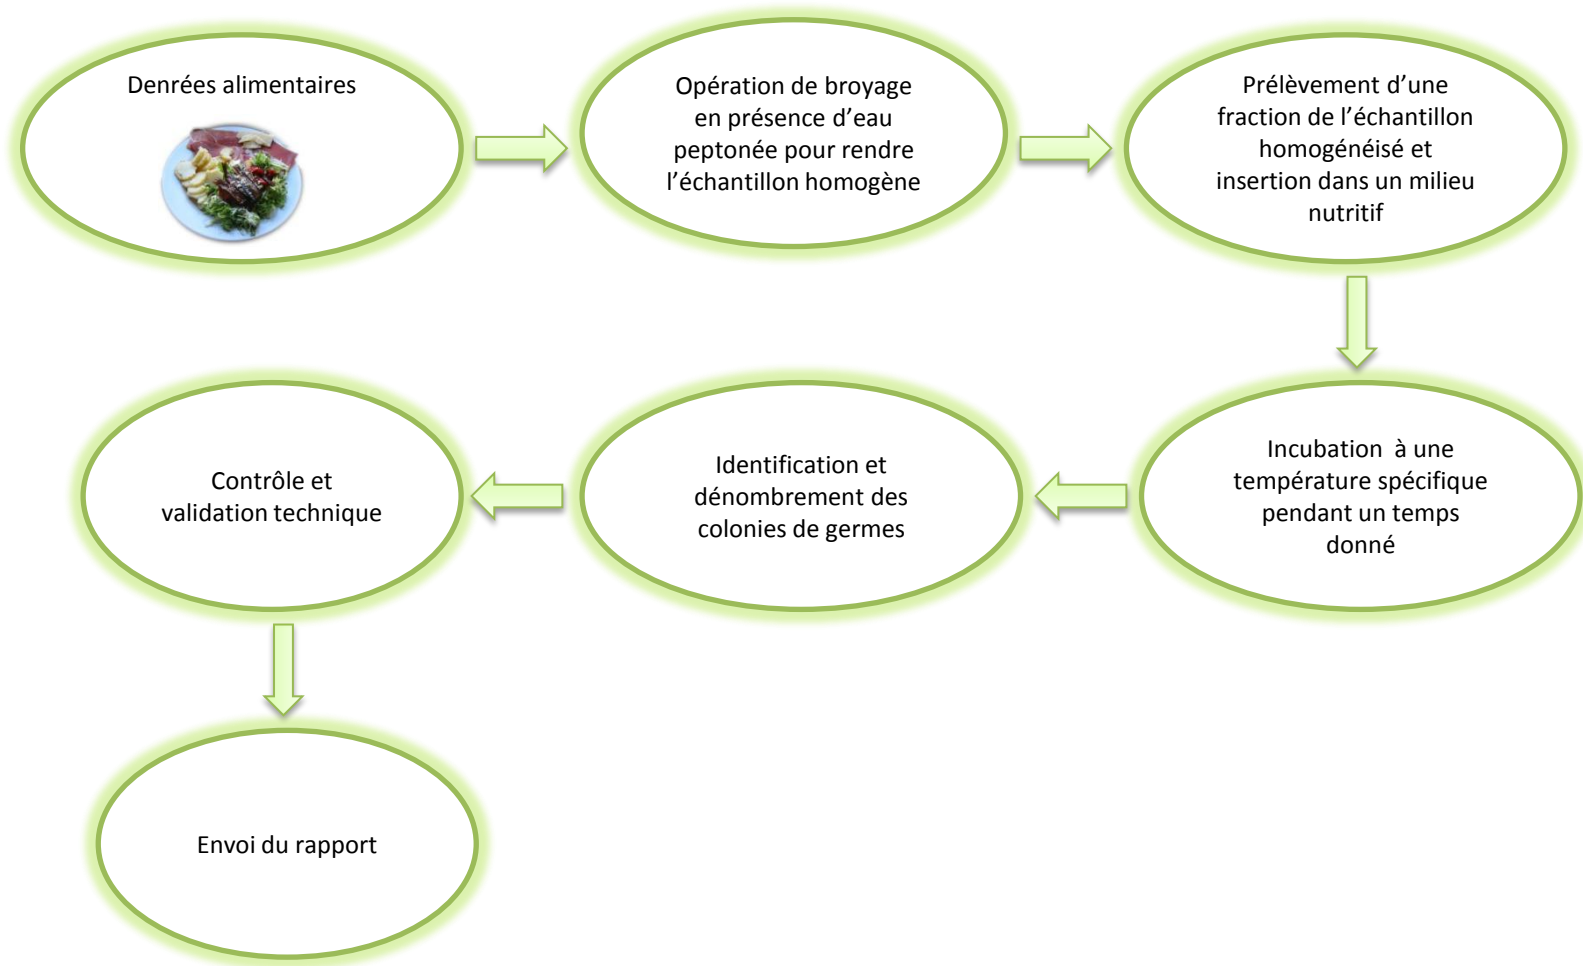 Denrées alimentaires
Opération de broyage
en présence d’eau
peptonée pour rendre
l’échantillon homogène
Prélèvement d’une
fraction de l’échantillon
homogénéisé et
insertion dans un milieu
nutritif
Incubation  à une
température spécifique
pendant un temps
donné
Identification et
dénombrement des
colonies de germes
Contrôle et
validation technique
Envoi du rapport